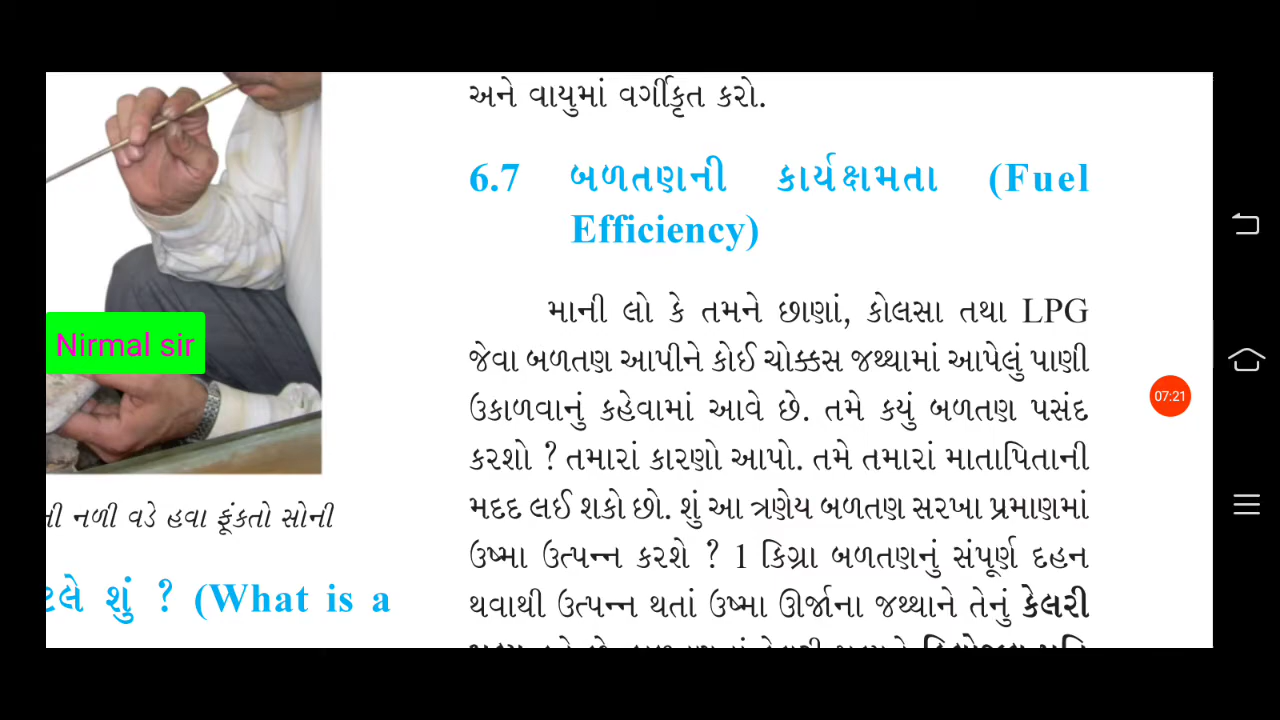 અને વાયુમાં વર્ગીકૃત કરો.
6.7 બળતણની કાર્યક્ષમતા (Fuel
Efficiency)
માની લો કે તમને છાણાં, કોલસા તથા LPG
જેવા બળતણ આપીને કોઈ ચોક્કસ જથ્થામાં આપેલું પાણી
ઉકાળવાનું કહેવામાં આવે છે. તમે કયું બળતણ પસંદ
કરશો ? તમારાં કારણો આપો. તમે તમારાં માતાપિતાની
મદદ લઈ શકો છો. શું આ ત્રણેય બળતણ સરખા પ્રમાણમાં
ઉષ્મા ઉત્પન્ન કરશે ? 1 કિગ્રા બળતણનું સંપૂર્ણ દહન
થવાથી ઉત્પન્ન થતાં ઉષ્મા ઊર્જાના જથ્થાને તેનું કેલરી
Nirmal sir
નળી વડે હવા ફૂંકતો સોની
શું ? (What is a
07:21